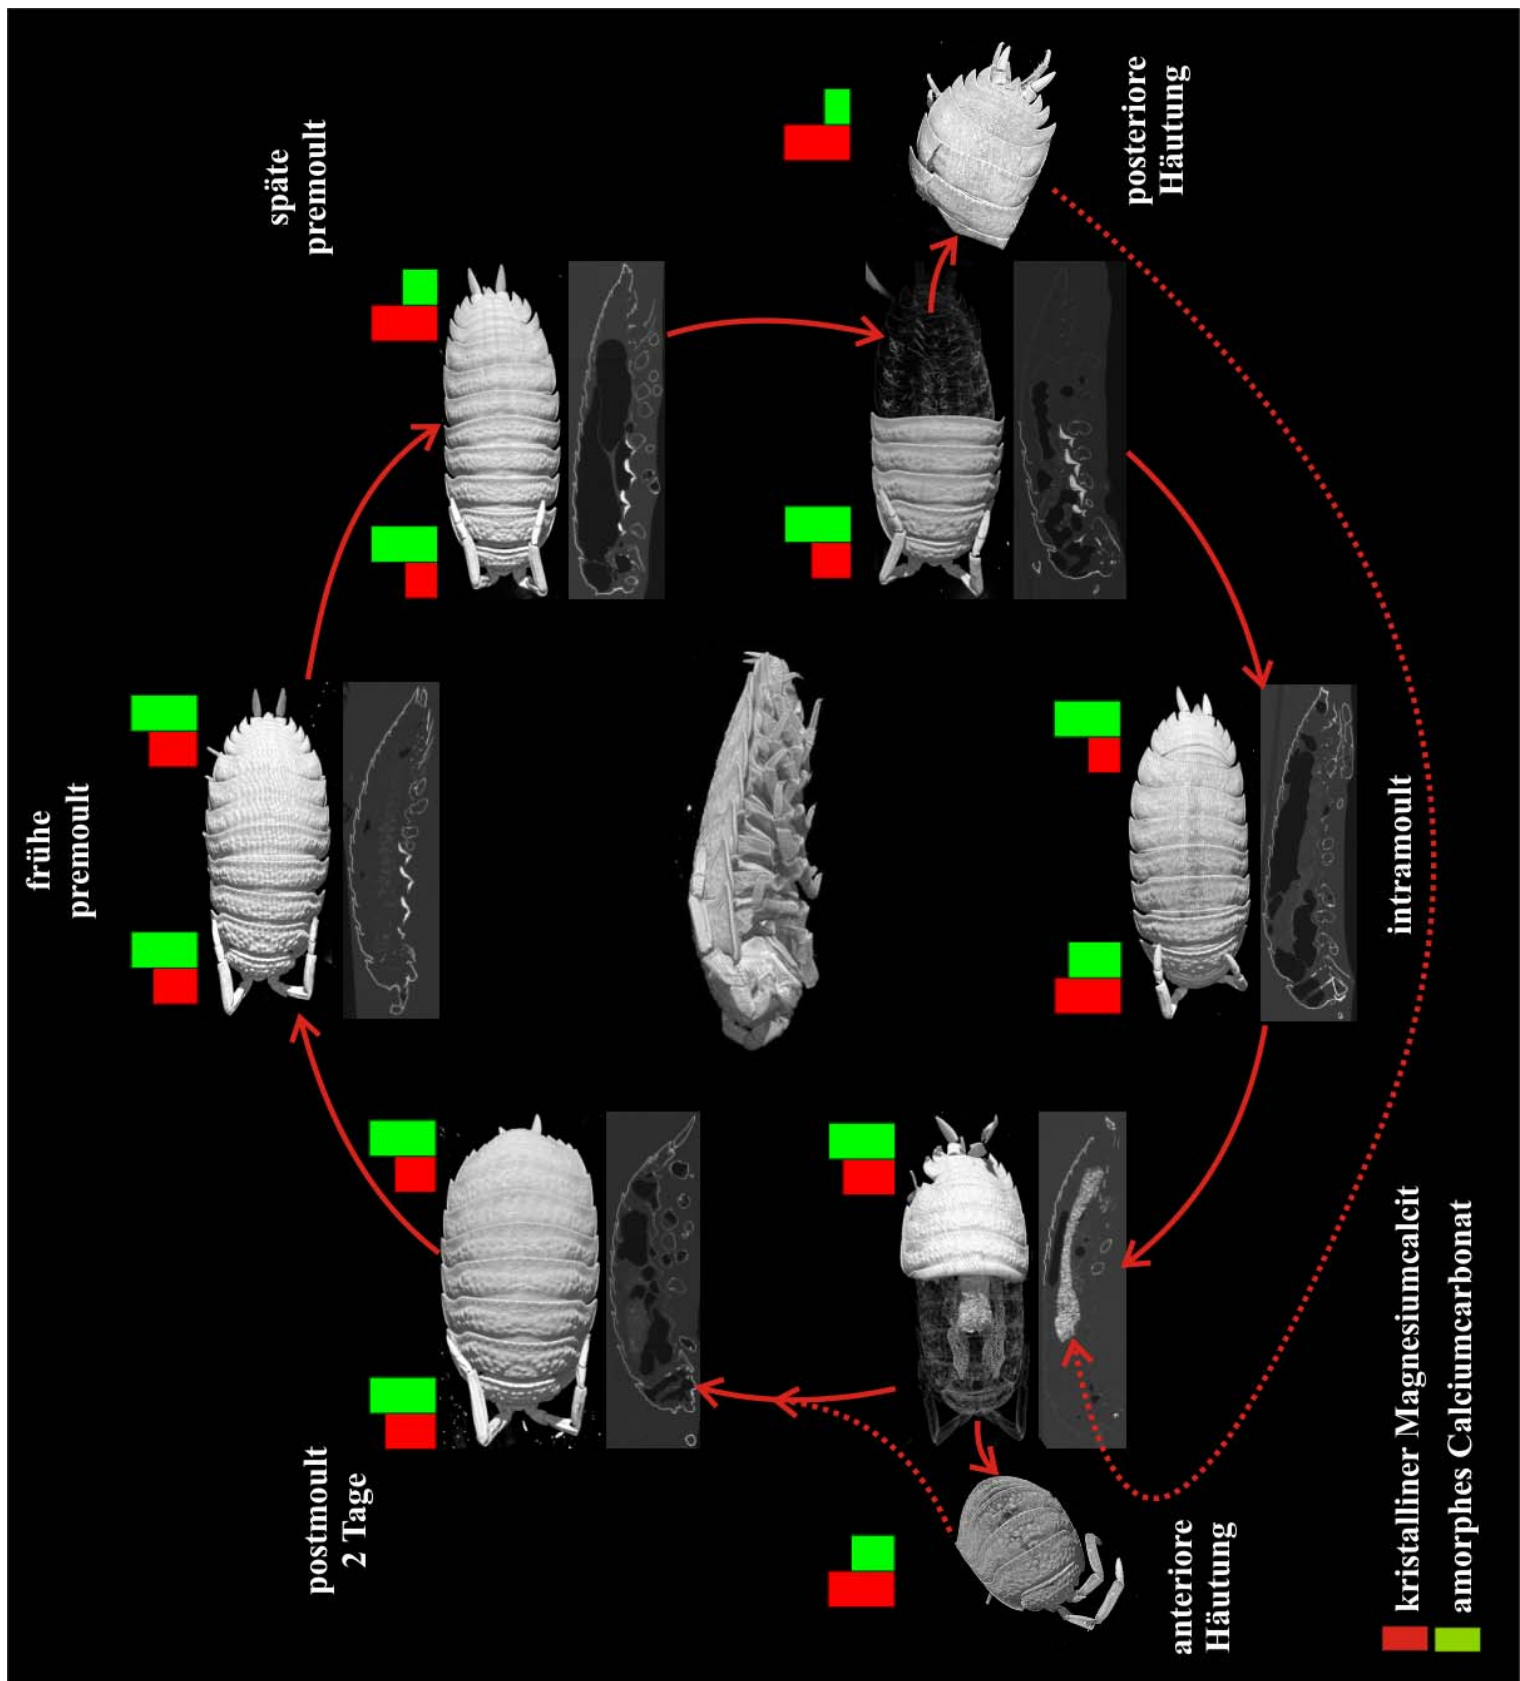 frühe
premoult
späte
premoult
posteriore
Häutung
intramoult
anteriore
Häutung
postmoult
2 Tage
kristalliner Magnesiumcalcit
amorphes Calciumcarbonat